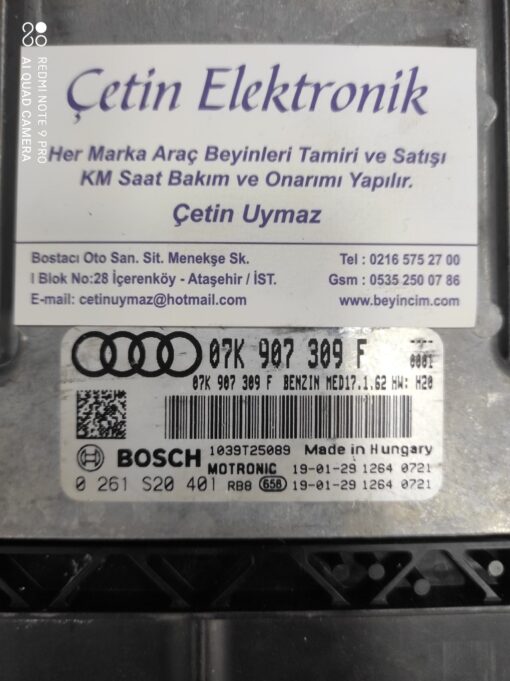 REDMI NOTE 9 PRO
AI QUAD CAMERA
Çetin Elektronik
Her Marka Araç Beyinleri Tamiri ve Satışı
KM Saat Bakım ve Onarımı Yapılır.
Çetin Uymaz
Bostacı Oto San. Sit. Menekşe Sk.
I Blok No:28 İçerenköy - Ataşehir / İST.
E-mail: cetinuymaz@hotmail.com
Tel : 0216 575 27 00
Gsm : 0535 250 07 86
www.beyincim.com
07K 907 309 F
0001
07K 907 309 F BENZIN MED17.1.62 HW: H20
BOSCH
1039T25089 Made in Hungary
MOTRONIC 19-01-29 1264 0721
0 261 S20 401 RB8 658 19-01-29 1264 0721